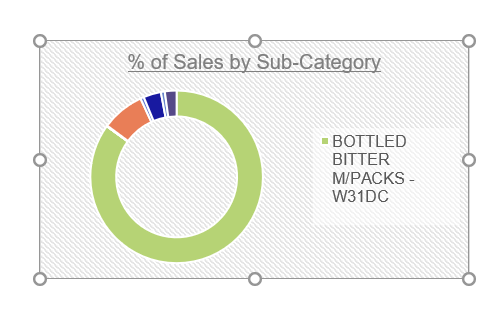 % of Sales by Sub-Category
BOTTLED
BITTER
M/PACKS -
W31DC